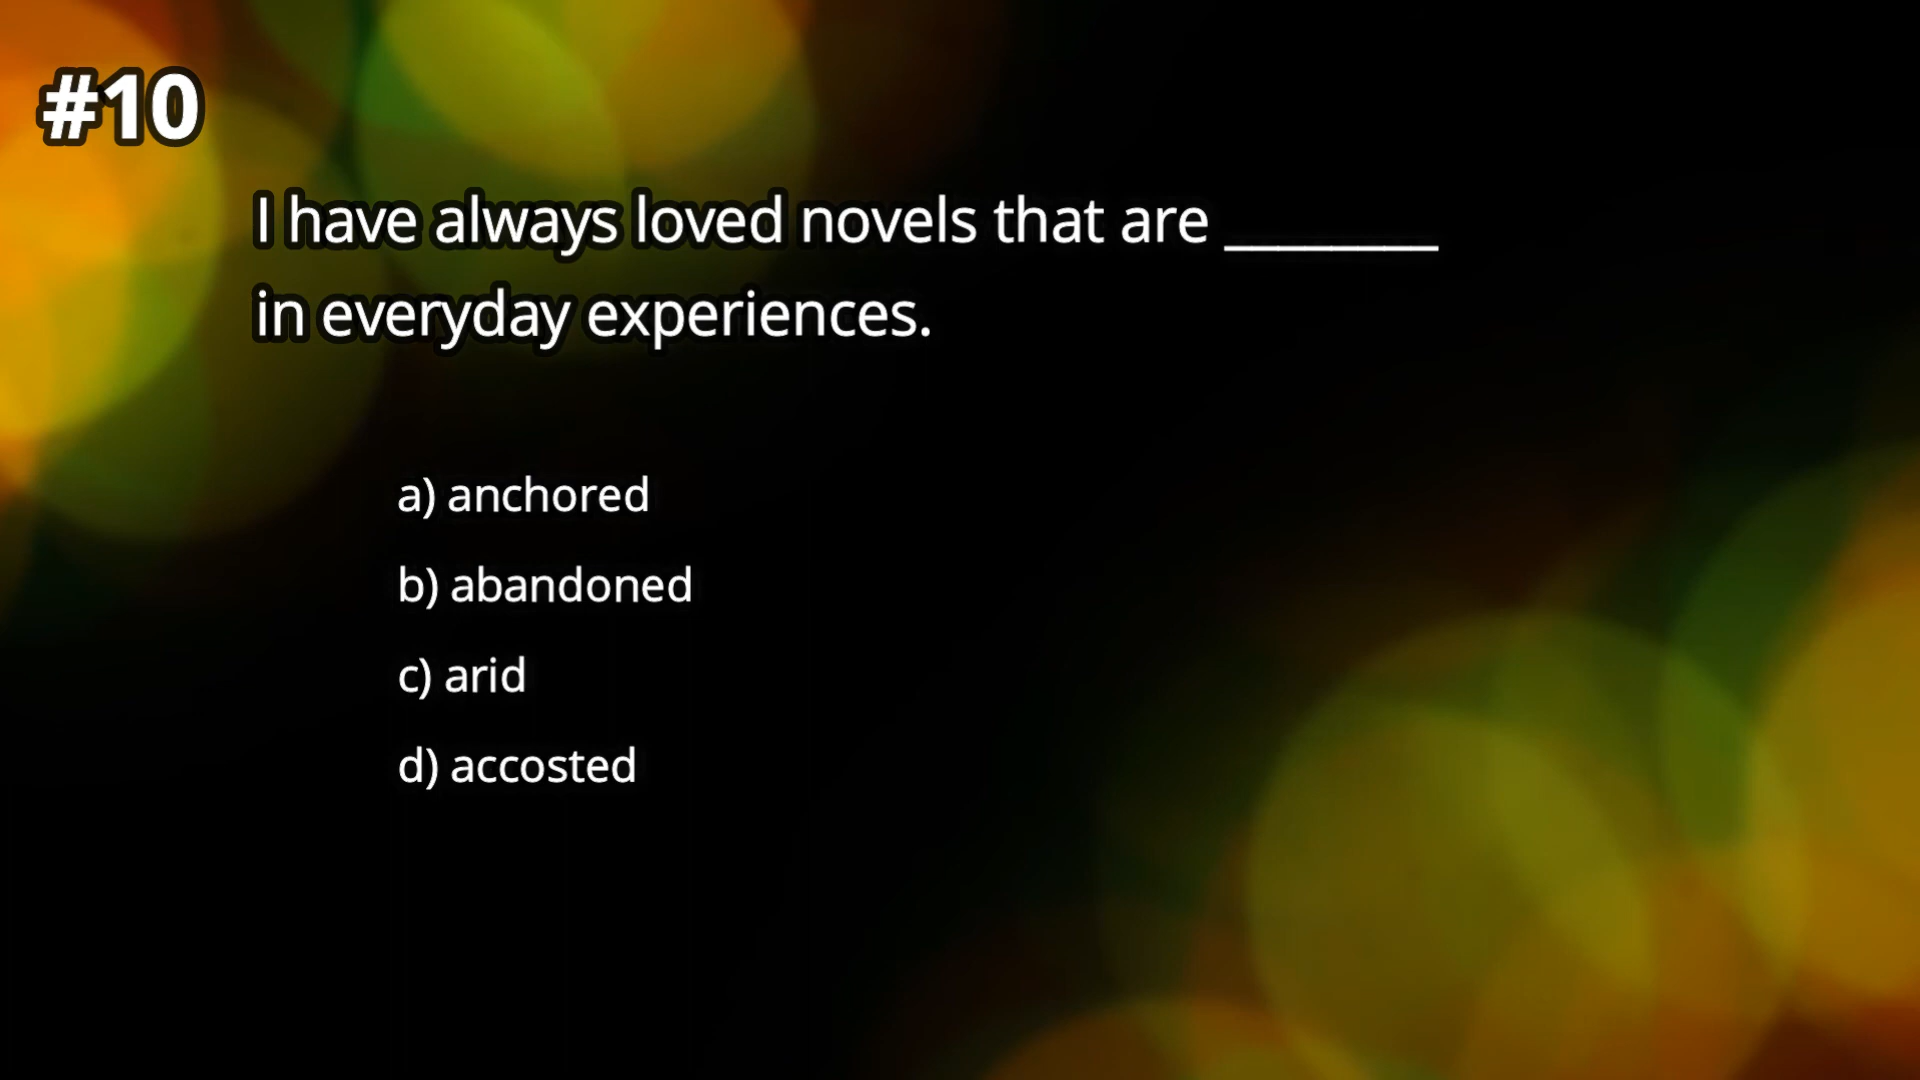 #10
I have always loved novels that are ________
in everyday experiences.
a) anchored
b) abandoned
c) arid
d) accosted